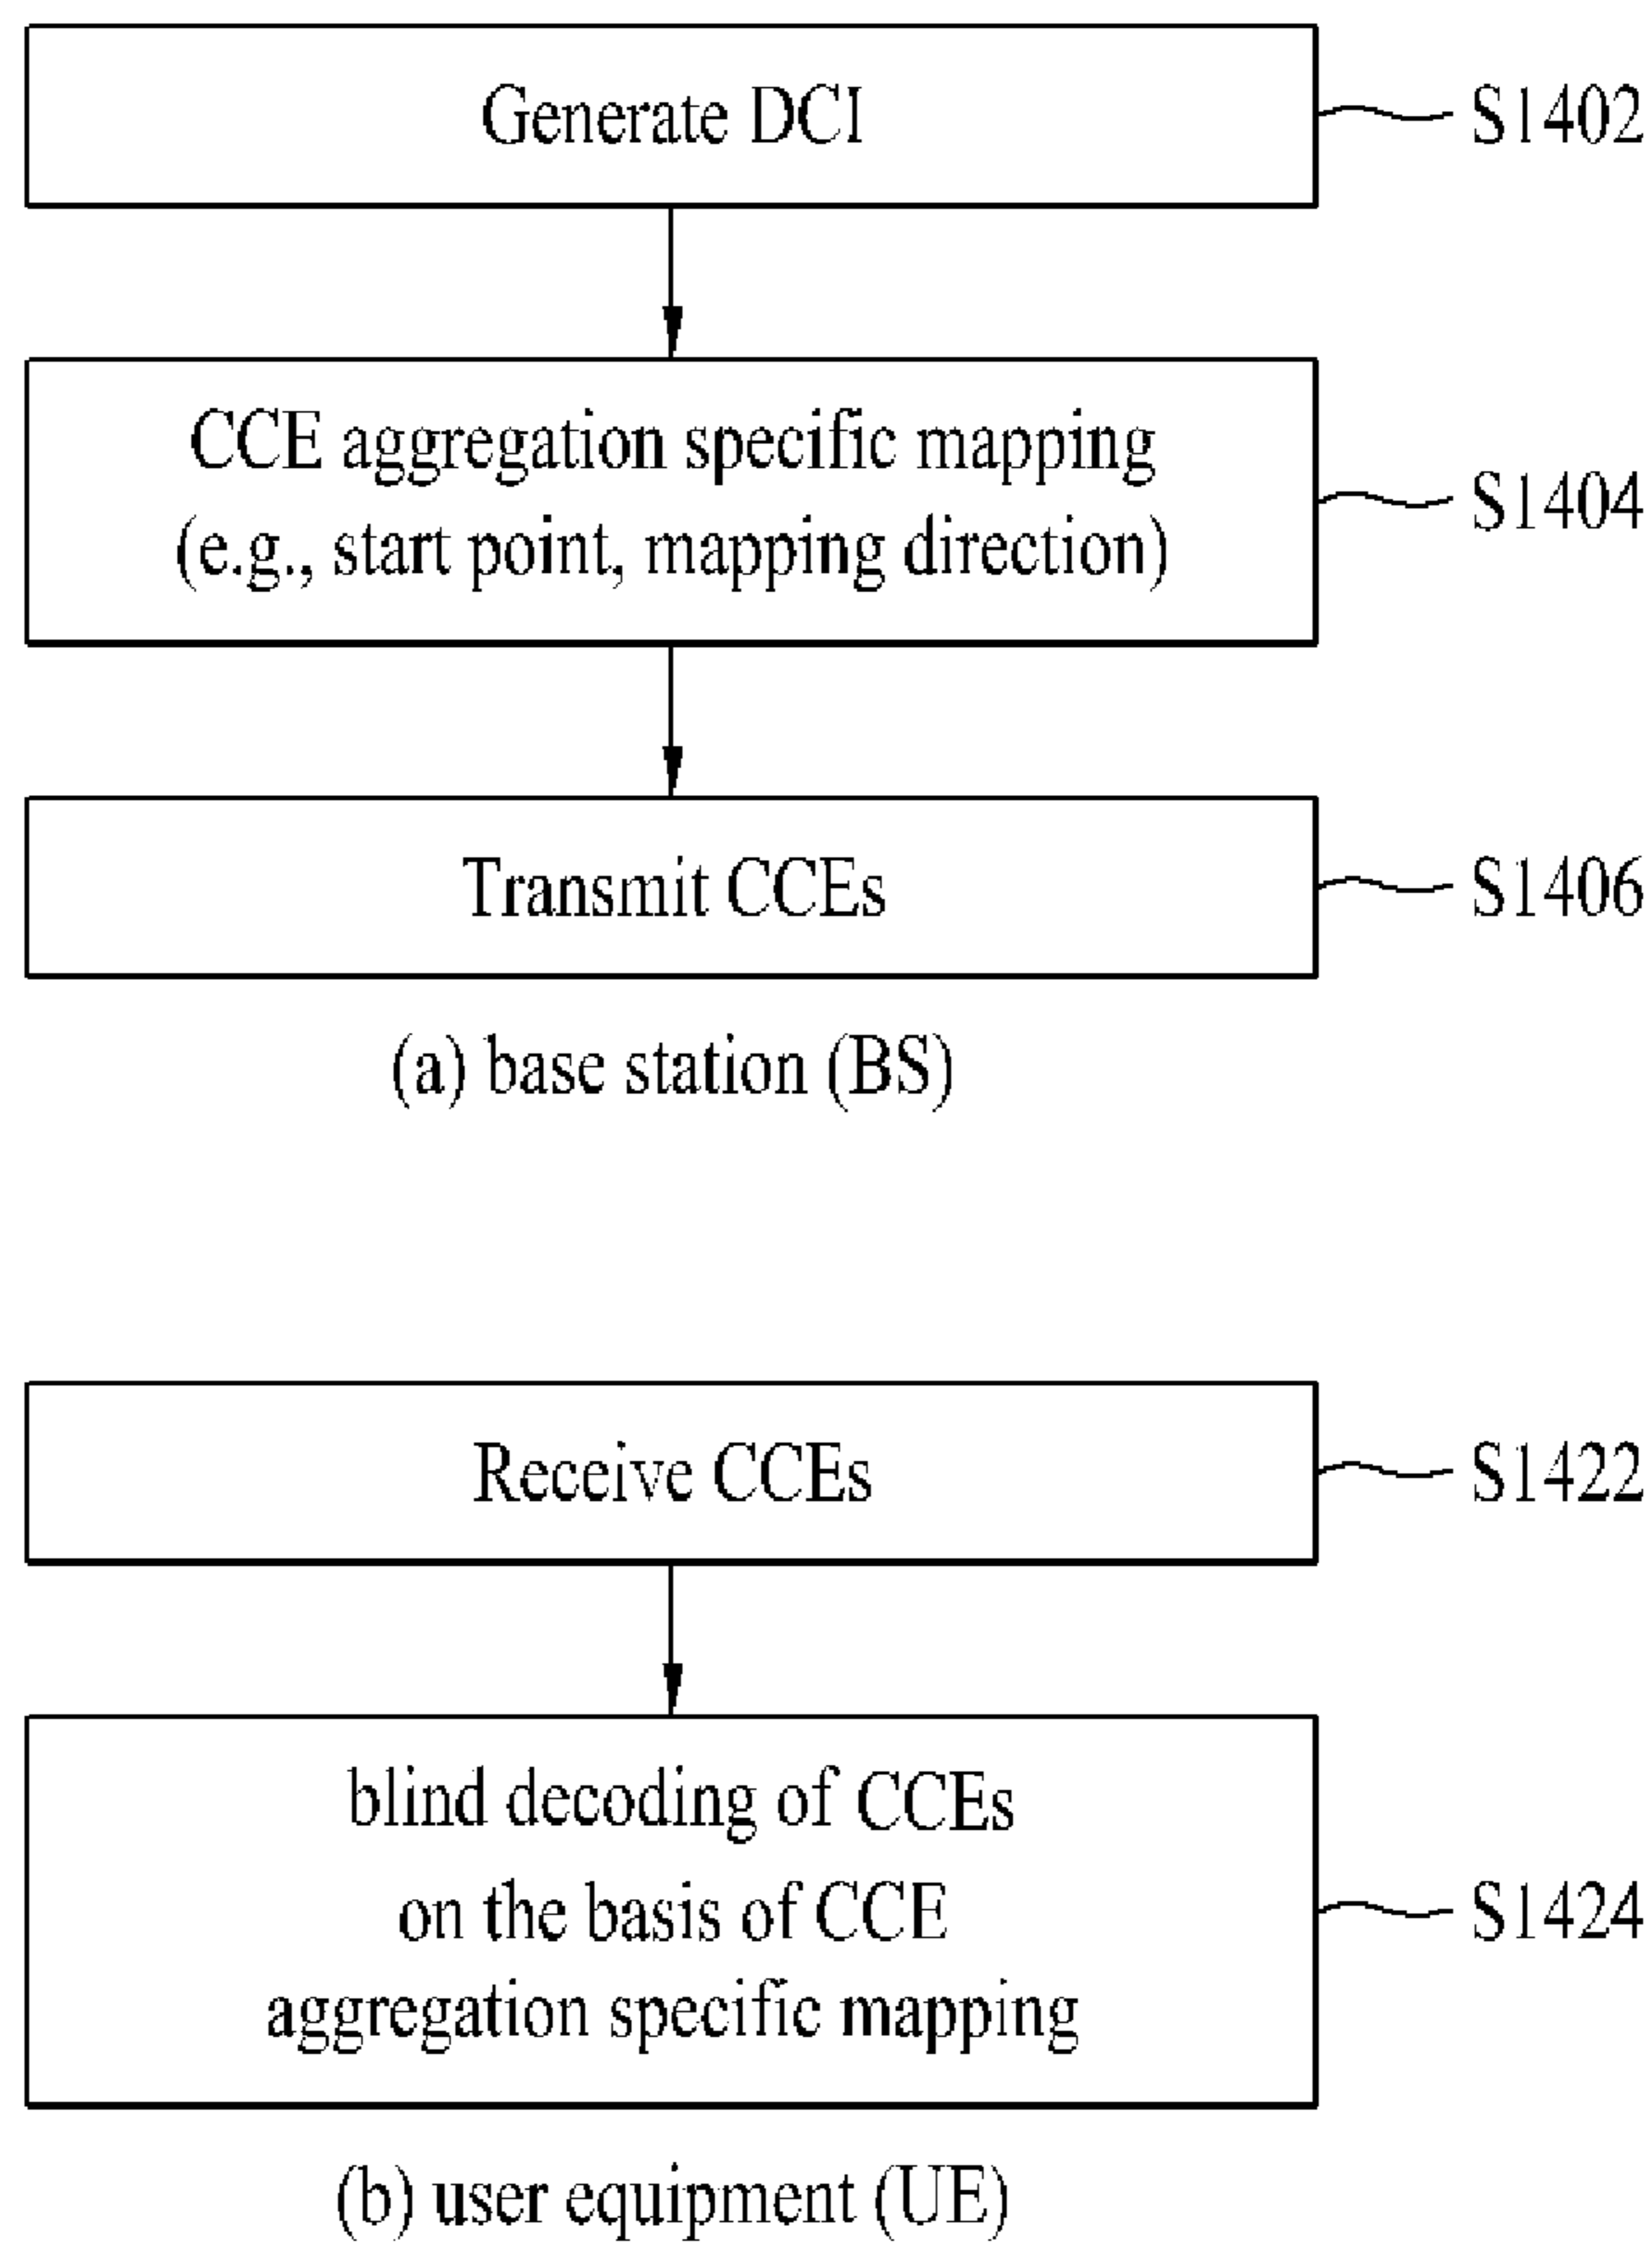 Generate DCI
S1402
CCE aggregation specific mapping
(e.g., start point, mapping direction)
S1404
Transmit CCEs
S1406
(a) base station (BS)
Receive CCEs
S1422
blind decoding of CCEs
on the basis of CCE
aggregation specific mapping
S1424
(b) user equipment (UE)